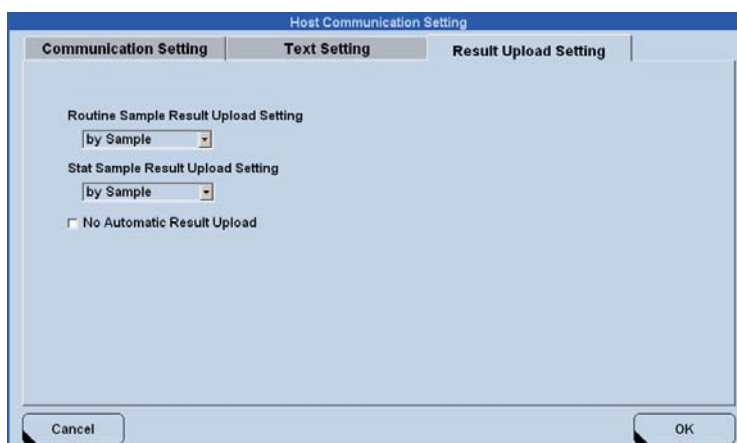 Host Communication Setting
Communication Setting Text Setting Result Upload Setting
Routine Sample Result Upload Setting
by Sample
Stat Sample Result Upload Setting
by Sample
No Automatic Result Upload
Cancel OK